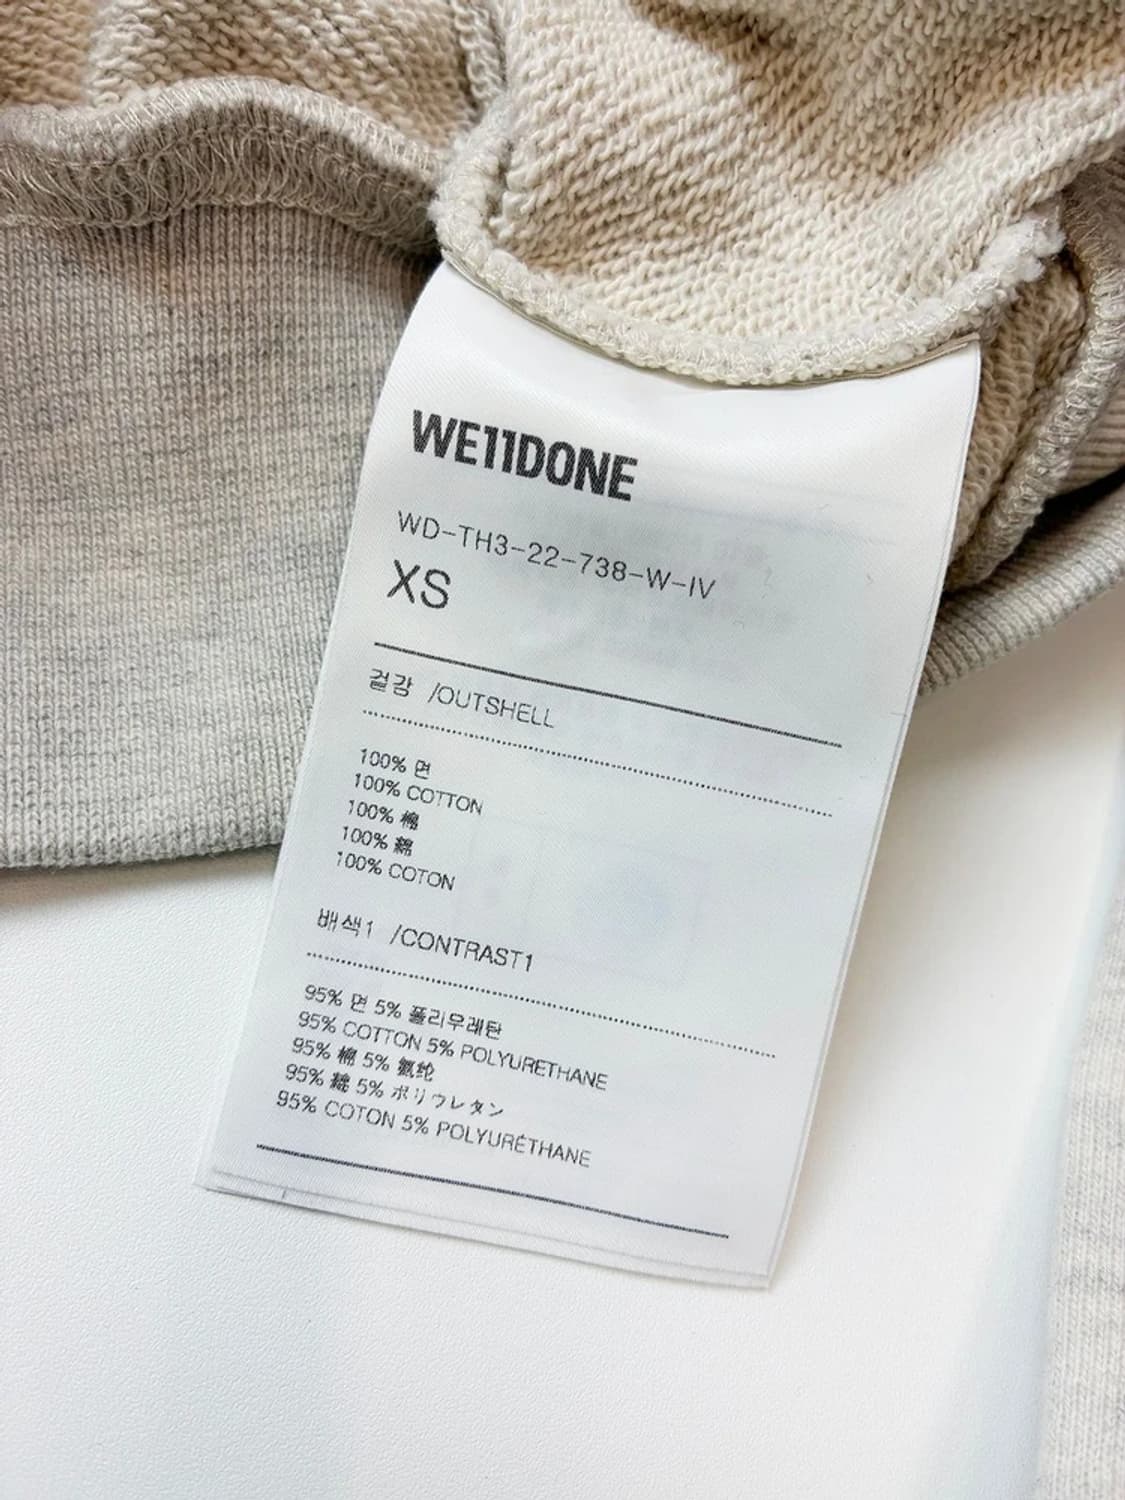 WE11DONE
WD-TH3-22-738-W-IV
XS
겉감 /OUTSHELL
100% 면
100% COTTON
100% 棉
100% 綿
100% COTON
배색1 /CONTRAST1
95% 면 5% 폴리우레탄
95% COTTON 5% POLYURETHANE
95% 棉 5% 氨纶
95% 綿 5% ポリウレタン
95% COTON 5% POLYURÉTHANE